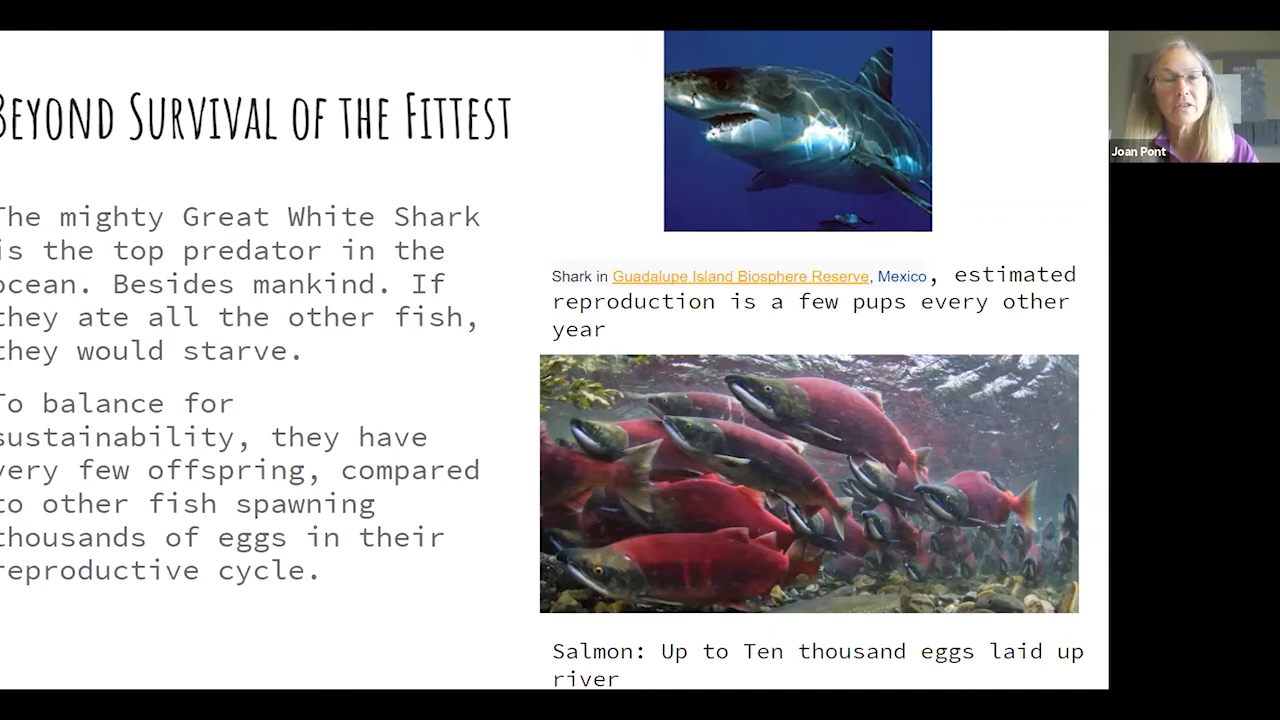 BEYOND SURVIVAL OF THE FITTEST
The mighty Great White Shark
is the top predator in the
ocean. Besides mankind. If
they ate all the other fish,
they would starve.
To balance for
sustainability, they have
very few offspring, compared
to other fish spawning
thousands of eggs in their
reproductive cycle.
Shark in Guadalupe Island Biosphere Reserve, Mexico, estimated
reproduction is a few pups every other
year
Salmon: Up to Ten thousand eggs laid up
river
Joan Pont